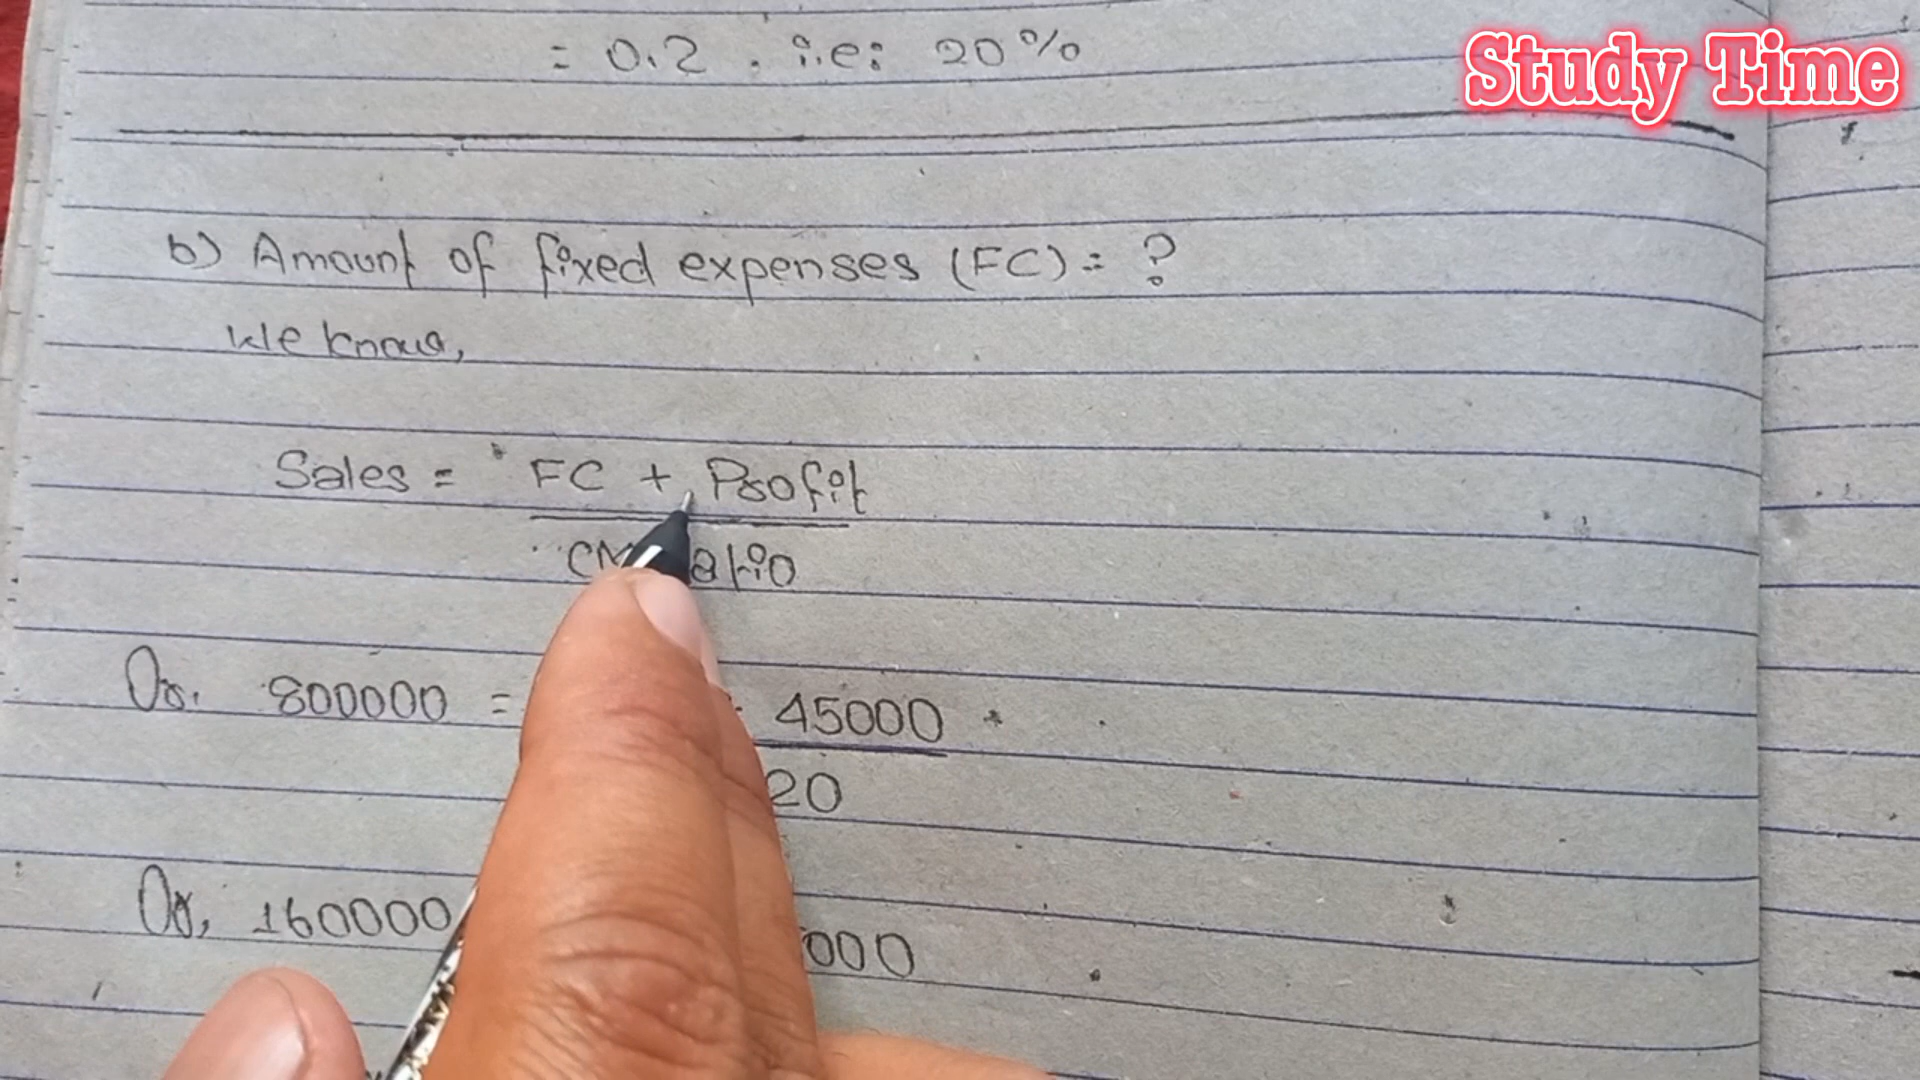 = 0.2 . i.e: 20%
Study Time
b) Amount of fixed expenses (FC) = ?
We know,
Sales = FC + Profit
CM
Or. 800000 = 45000
20
Or, 160000 000